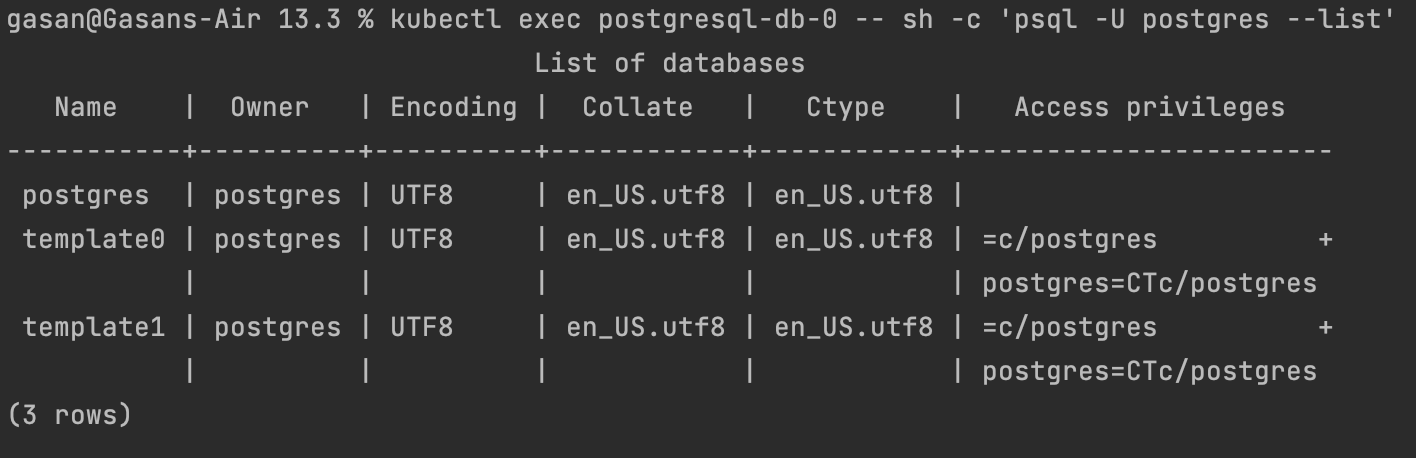 gasan@Gasans-Air 13.3 % kubectl exec postgresql-db-0 -- sh -c 'psql -U postgres --list'
                                 List of databases
   Name    |  Owner   | Encoding |  Collate   |   Ctype    |   Access privileges
-----------+----------+----------+------------+------------+-----------------------
 postgres  | postgres | UTF8     | en_US.utf8 | en_US.utf8 |
 template0 | postgres | UTF8     | en_US.utf8 | en_US.utf8 | =c/postgres          +
           |          |          |            |            | postgres=CTc/postgres
 template1 | postgres | UTF8     | en_US.utf8 | en_US.utf8 | =c/postgres          +
           |          |          |            |            | postgres=CTc/postgres
(3 rows)